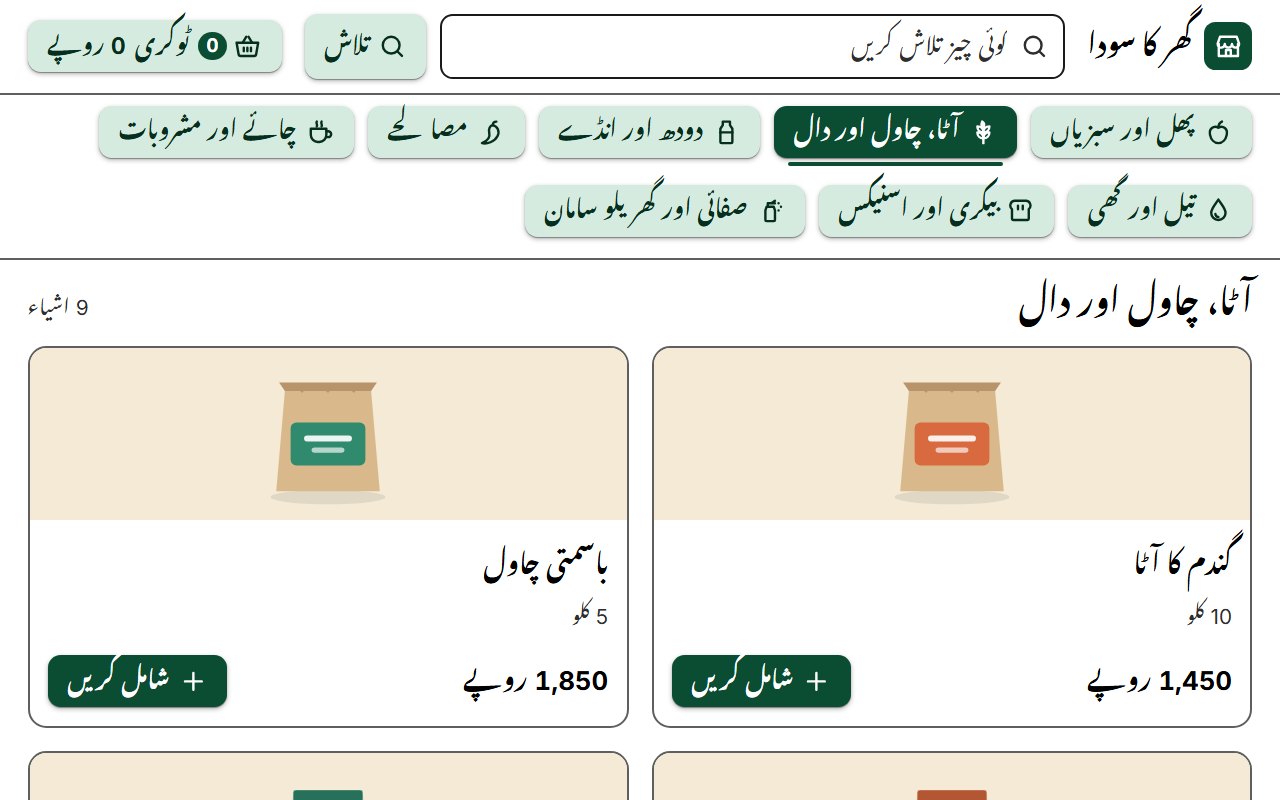 گھر کا سودا
کوئی چیز تلاش کریں
تلاش
0 ٹوکری 0 روپے
پھل اور سبزیاں
آٹا، چاول اور دال
دودھ اور انڈے
مصالحے
چائے اور مشروبات
تیل اور گھی
بیکری اور اسنیکس
صفائی اور گھریلو سامان
آٹا، چاول اور دال
9 اشیاء
گندم کا آٹا
10 کلو
1,450 روپے
شامل کریں
باسمتی چاول
5 کلو
1,850 روپے
شامل کریں